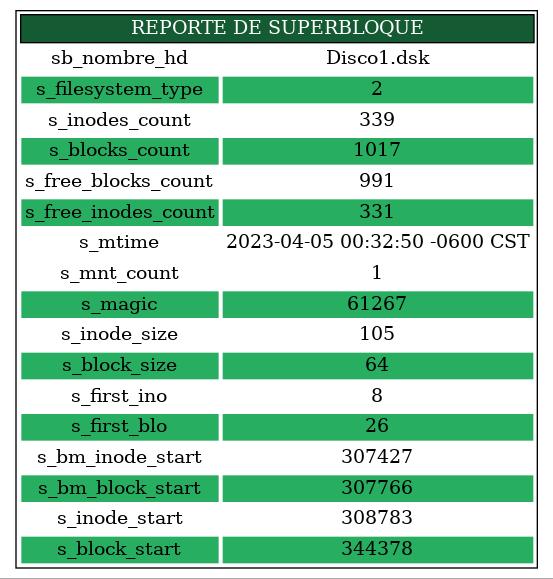 REPORTE DE SUPERBLOQUE
sb_nombre_hd Disco1.dsk
s_filesystem_type 2
s_inodes_count 339
s_blocks_count 1017
s_free_blocks_count 991
s_free_inodes_count 331
s_mtime 2023-04-05 00:32:50 -0600 CST
s_mnt_count 1
s_magic 61267
s_inode_size 105
s_block_size 64
s_first_ino 8
s_first_blo 26
s_bm_inode_start 307427
s_bm_block_start 307766
s_inode_start 308783
s_block_start 344378